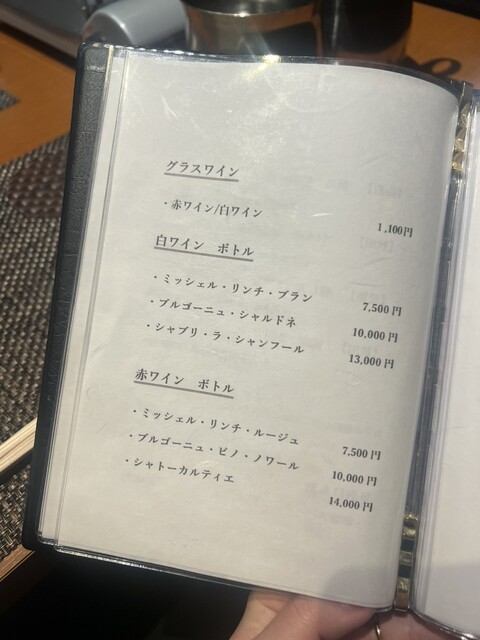 グラスワイン
・赤ワイン/白ワイン 1,100円
白ワイン ボトル
・ミッシェル・リンチ・ブラン 7,500円
・ブルゴーニュ・シャルドネ 10,000円
・シャブリ・ラ・シャンフール 13,000円
赤ワイン ボトル
・ミッシェル・リンチ・ルージュ 7,500円
・ブルゴーニュ・ピノ・ノワール 10,000円
・シャトーカルティエ 14,000円